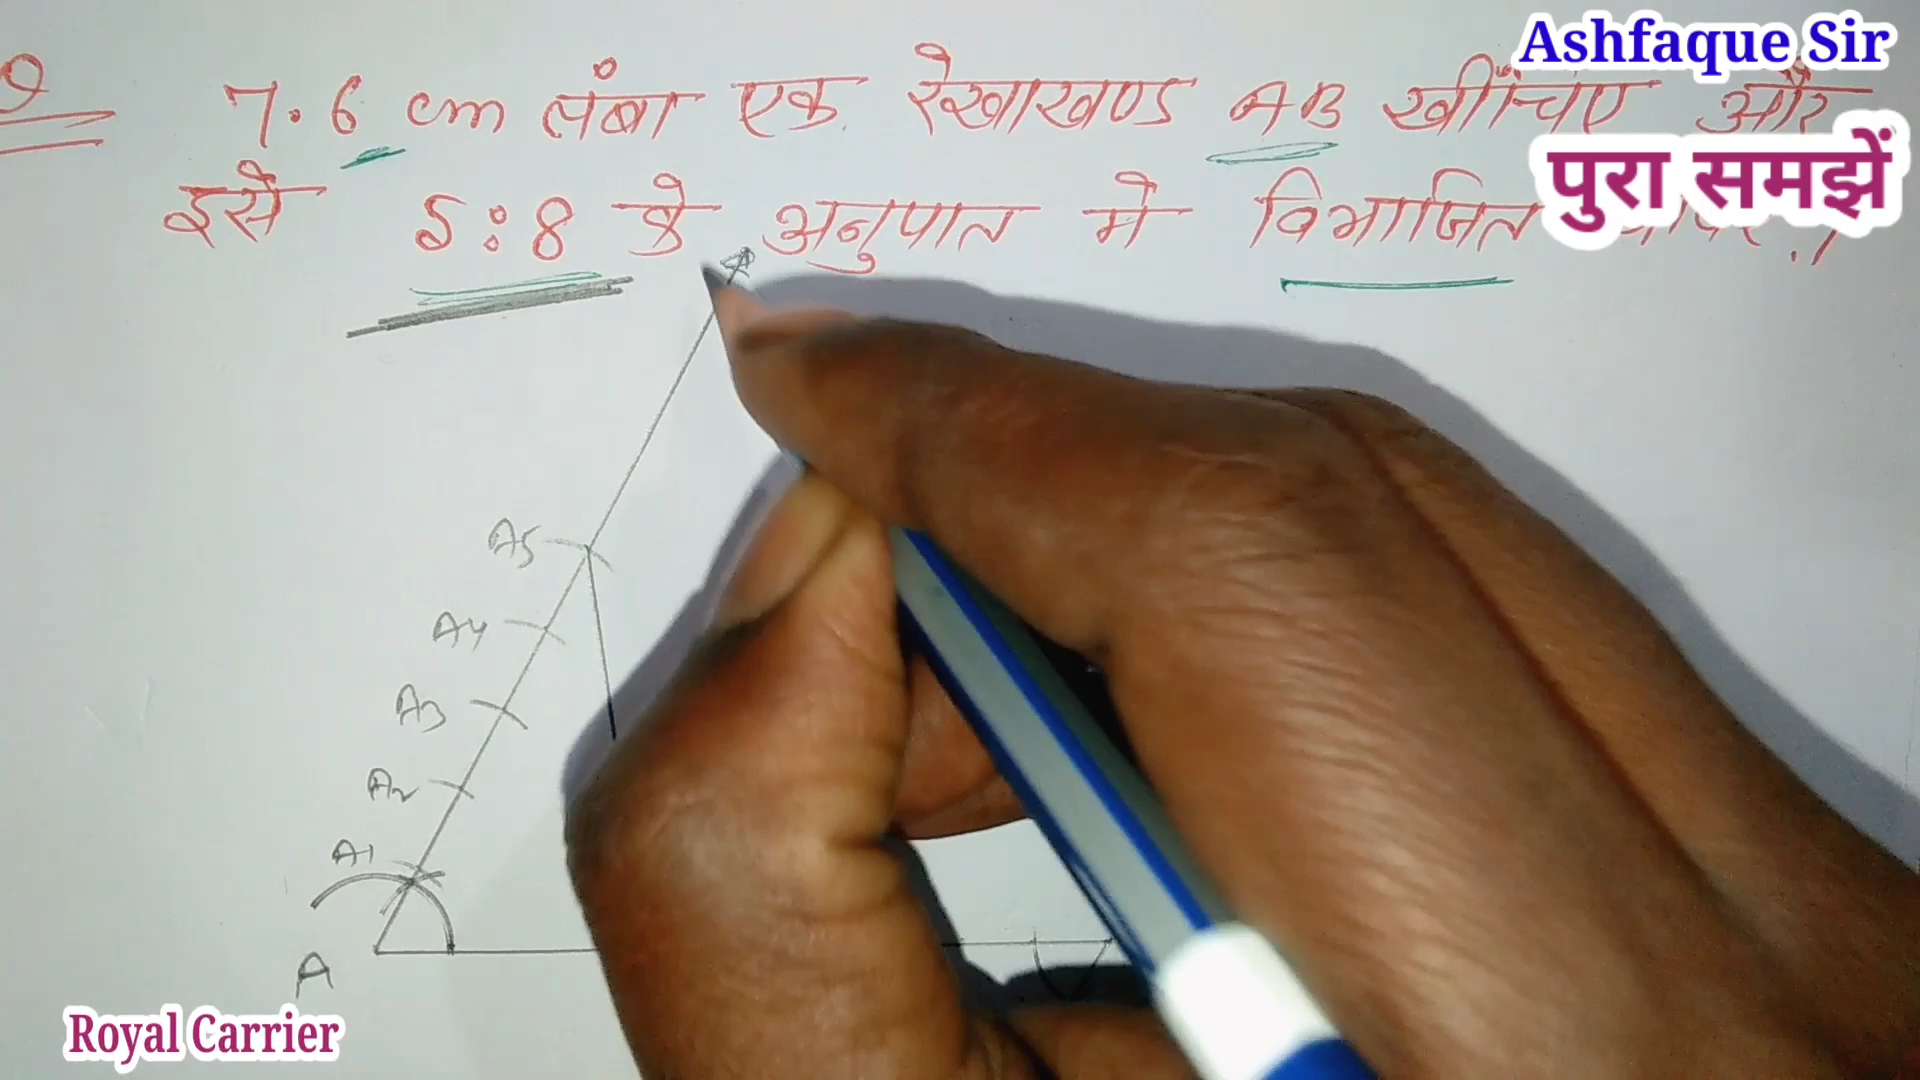 Ashfaque Sir
Q 7.6 cm लंबा एक रेखाखण्ड AB खींचिए और
पुरा समझें
इसे 5:8 के अनुपात मे विभाजित
A5
A4
A3
A2
A1
A
Royal Carrier